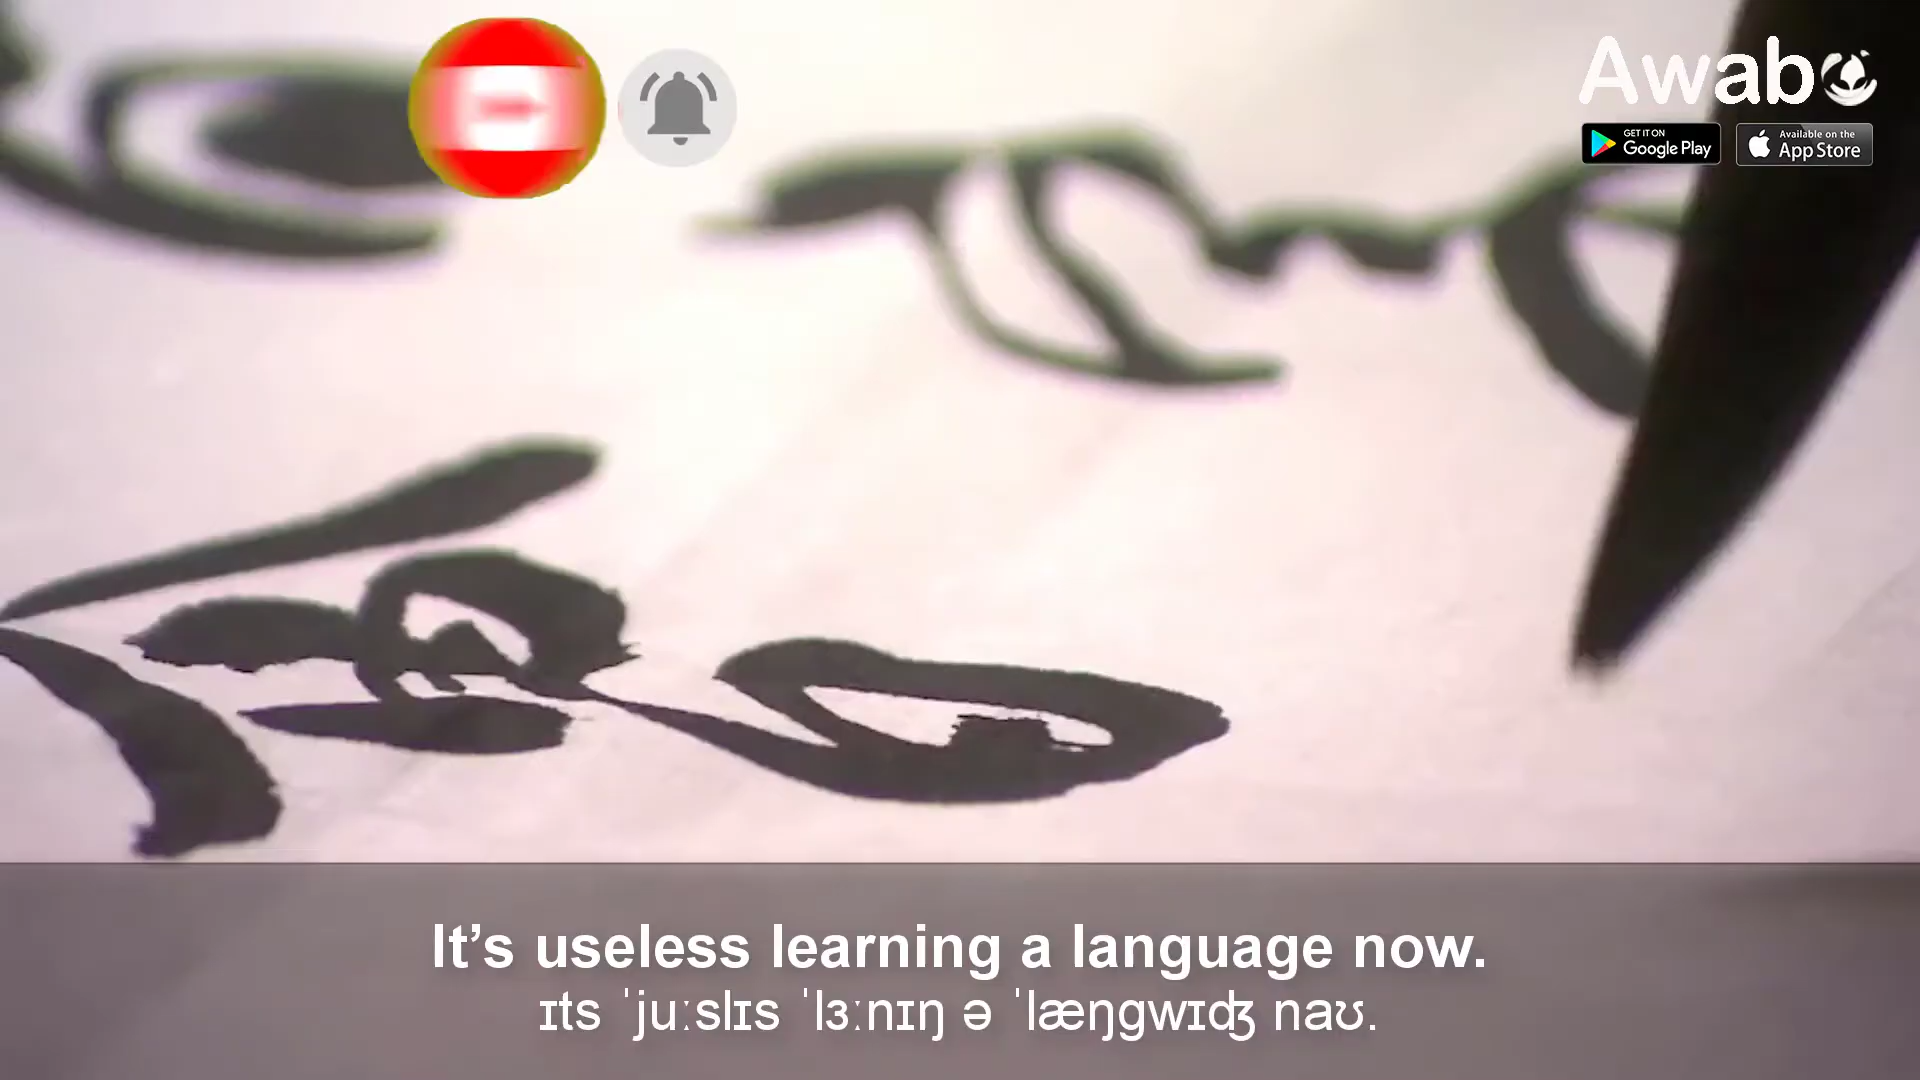 Awab
GET IT ON
Google Play
Available on the
App Store
It’s useless learning a language now.
ɪts ˈjuːslɪs ˈlɜːnɪŋ ə ˈlæŋgwɪʤ naʊ.